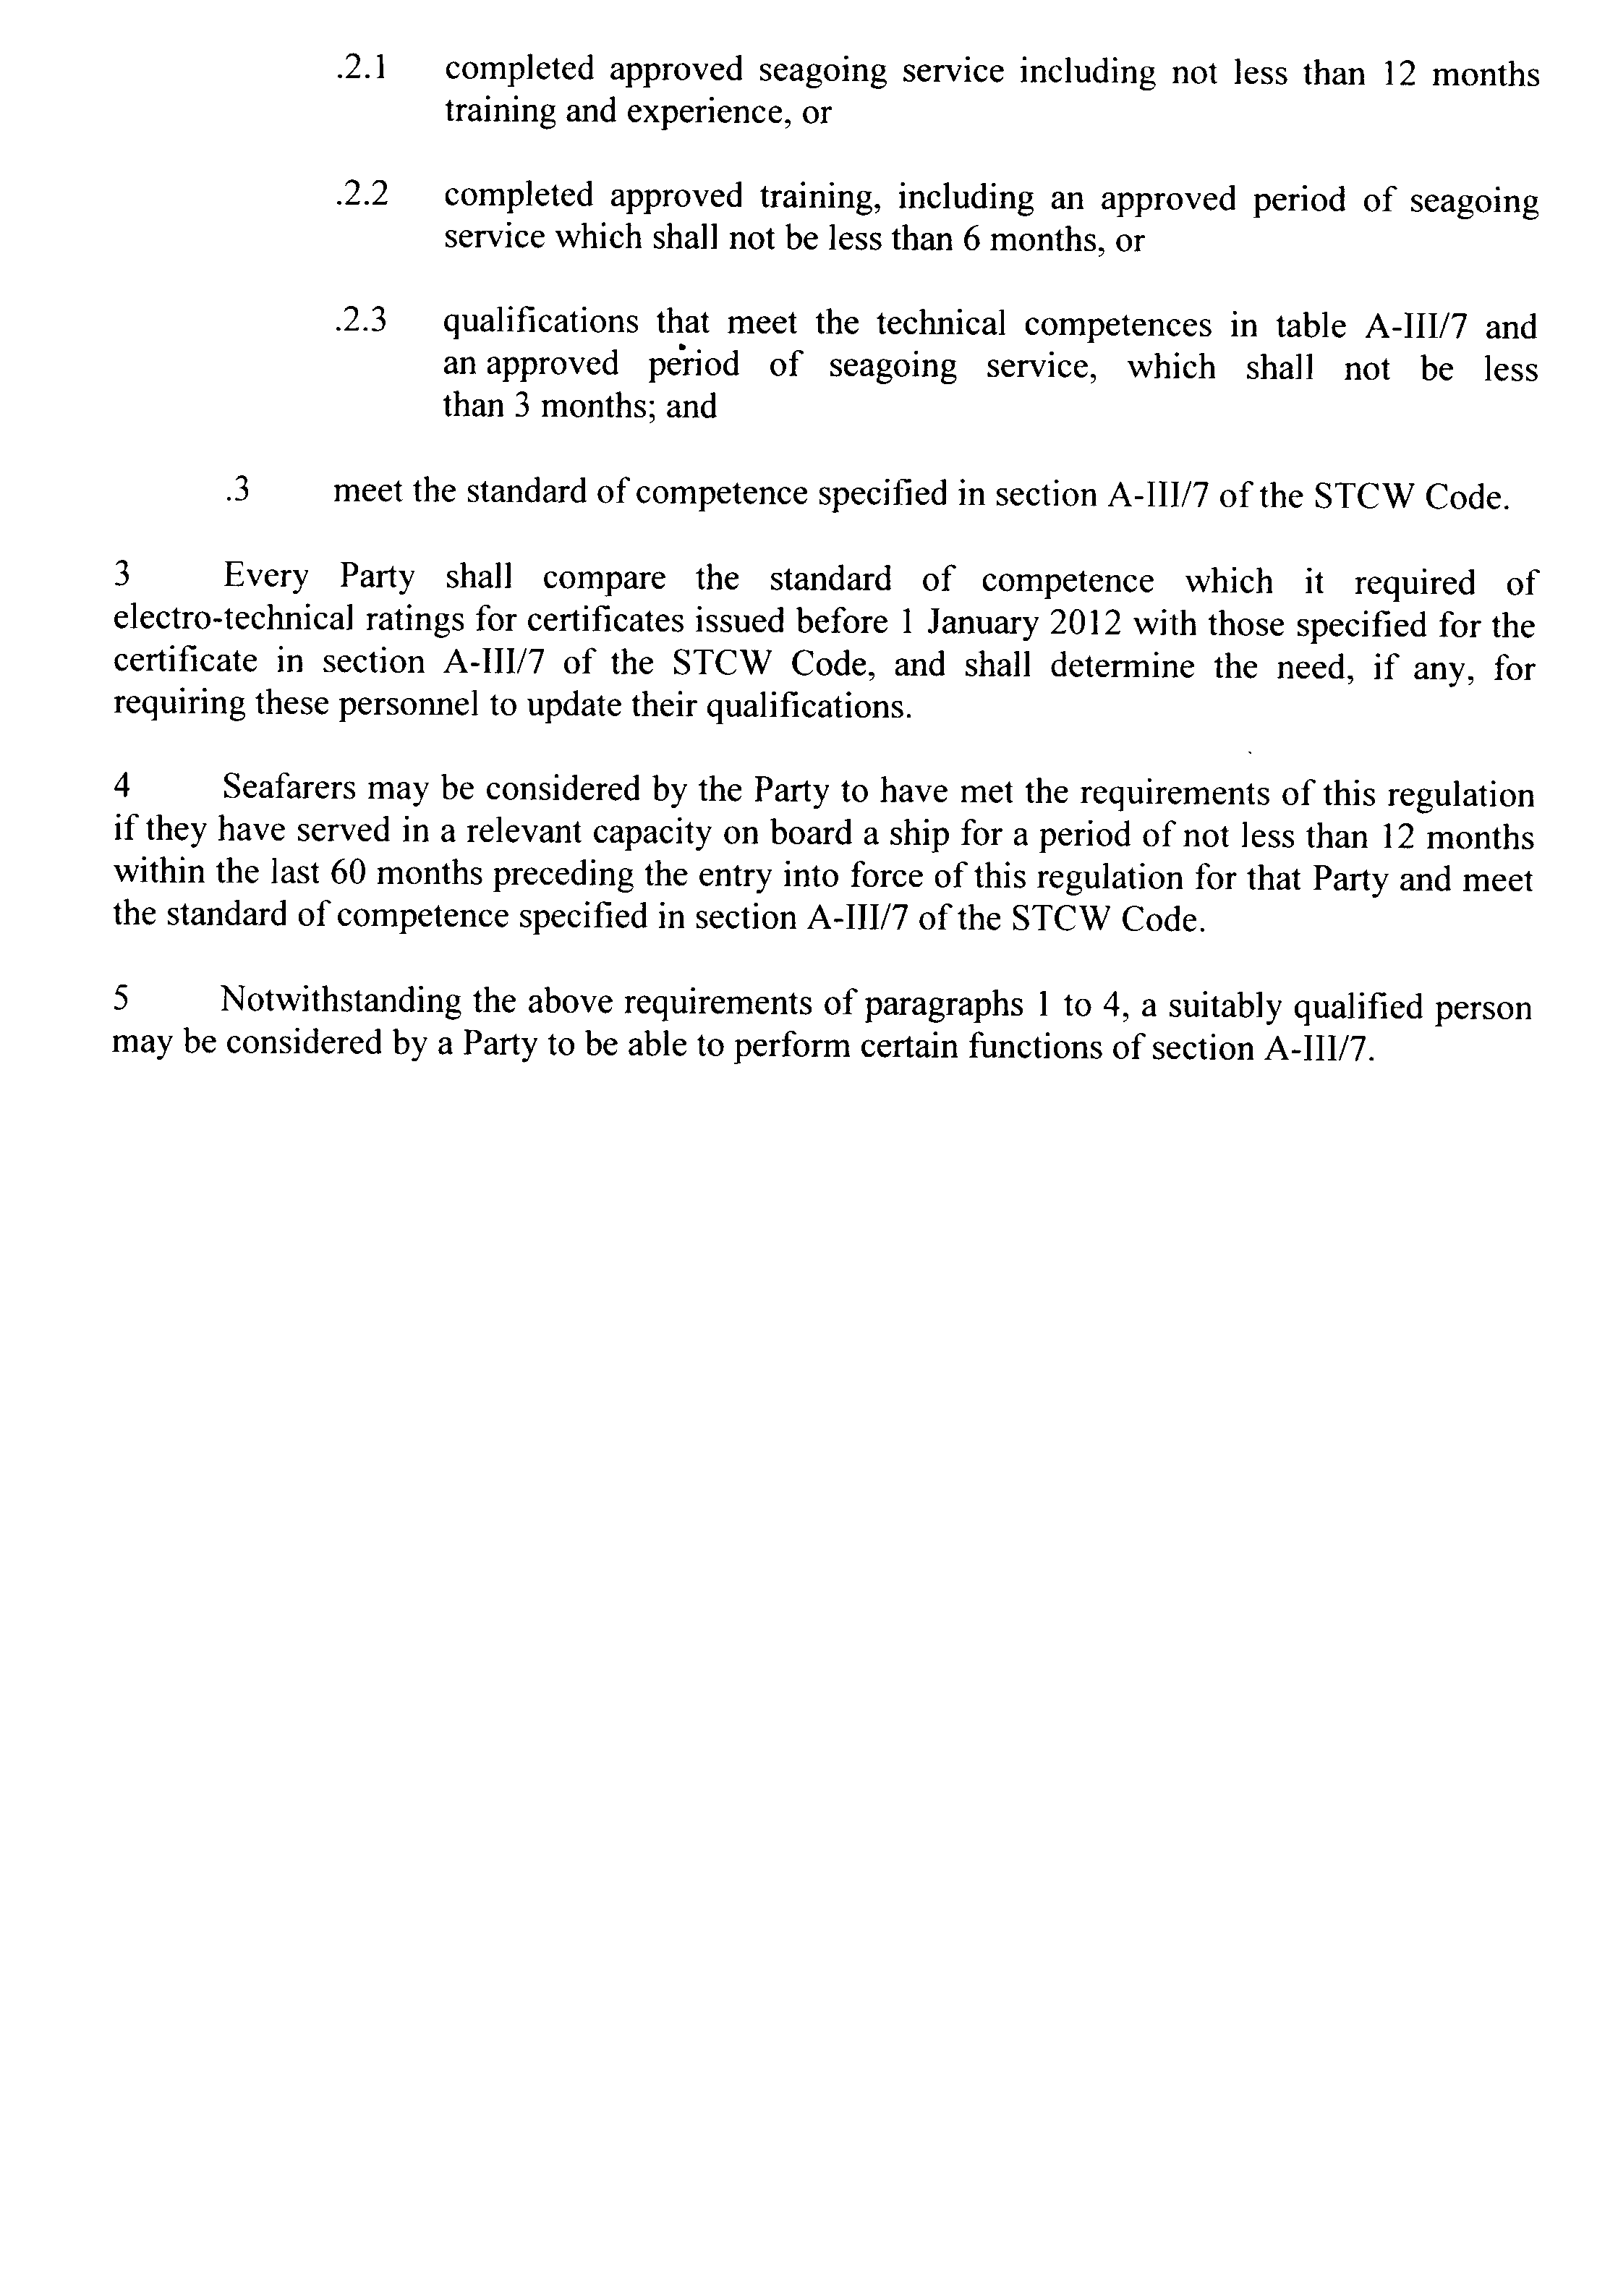 .2.1 completed approved seagoing service including not less than 12 months
training and experience, or
.2.2 completed approved training, including an approved period of seagoing
service which shall not be less than 6 months, or
.2.3 qualifications that meet the technical competences in table A-III/7 and
an approved period of seagoing service, which shall not be less
than 3 months; and
.3 meet the standard of competence specified in section A-III/7 of the STCW Code.
3 Every Party shall compare the standard of competence which it required of
electro-technical ratings for certificates issued before 1 January 2012 with those specified for the
certificate in section A-III/7 of the STCW Code, and shall determine the need, if any, for
requiring these personnel to update their qualifications.
4 Seafarers may be considered by the Party to have met the requirements of this regulation
if they have served in a relevant capacity on board a ship for a period of not less than 12 months
within the last 60 months preceding the entry into force of this regulation for that Party and meet
the standard of competence specified in section A-III/7 of the STCW Code.
5 Notwithstanding the above requirements of paragraphs 1 to 4, a suitably qualified person
may be considered by a Party to be able to perform certain functions of section A-III/7.